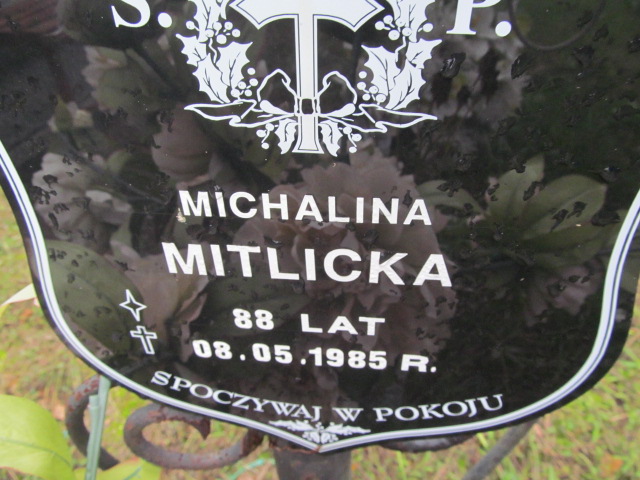 Ś. P.
MICHALINA
MITLICKA
88 LAT
08.05.1985 R.
SPOCZYWAJ W POKOJU